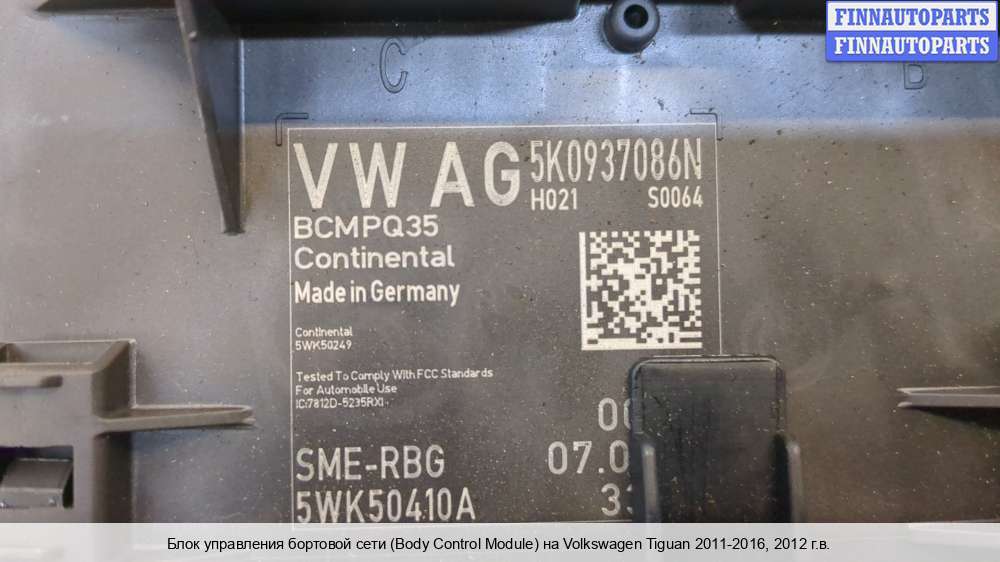 FINNAUTOPARTS
FINNAUTOPARTS
C
B
VW AG 5K0937086N
H021 S0064
BCMPQ35
Continental
Made in Germany
Continental
5WK50249
Tested To Comply With FCC Standards
For Automobile Use
IC:7812D-5235RXI
SME-RBG 07.0
5WK50410A
Блок управления бортовой сети (Body Control Module) на Volkswagen Tiguan 2011-2016, 2012 г.в.